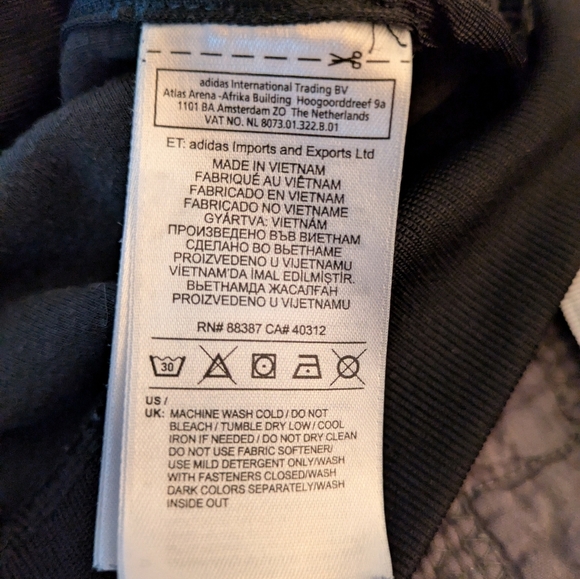 adidas International Trading BV
Atlas Arena -Afrika Building Hoogoorddreef 9a
1101 BA Amsterdam ZO The Netherlands
VAT NO. NL 8073.01.322.B.01
ET: adidas Imports and Exports Ltd
MADE IN VIETNAM
FABRIQUÉ AU VIÊTNAM
FABRICADO EN VIETNAM
FABRICADO NO VIETNAME
GYÁRTVA: VIETNÁM
ПРОИЗВЕДЕНО ВЪВ ВИЕТНАМ
СДЕЛАНО ВО ВЬЕТНАМЕ
PROIZVEDENO U VIJETNAMU
VİETNAM'DA İMAL EDİLMİŞTİR.
ВЬЕТНАМДА ЖАСАЛҒАН
PROIZVEDENO U VIJETNAMU
RN# 88387 CA# 40312
30
US /
UK: MACHINE WASH COLD / DO NOT
BLEACH / TUMBLE DRY LOW / COOL
IRON IF NEEDED / DO NOT DRY CLEAN
DO NOT USE FABRIC SOFTENER/
USE MILD DETERGENT ONLY/WASH
WITH FASTENERS CLOSED/WASH
DARK COLORS SEPARATELY/WASH
INSIDE OUT